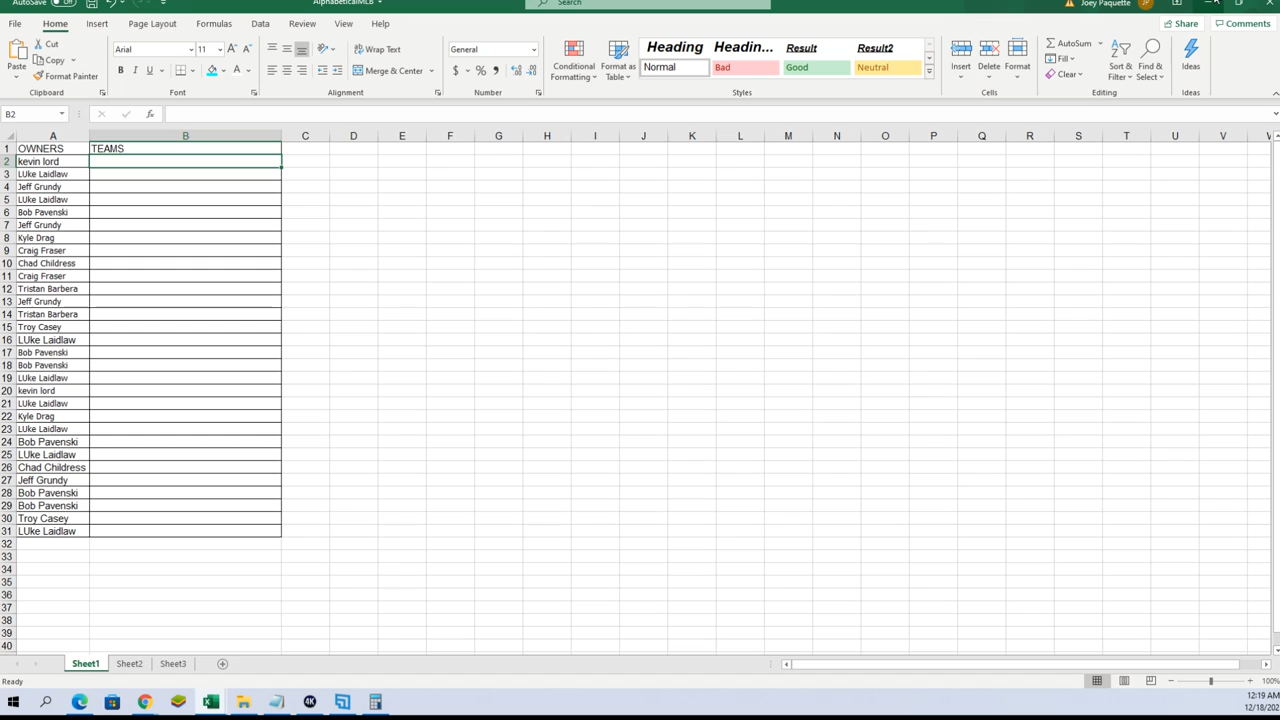 AutoSave Off AlphabeticalMLB Search Joey Paquette JP
File Home Insert Page Layout Formulas Data Review View Help Share Comments
Paste Cut Copy Format Painter Clipboard
Arial 11 A A B I U A Font
Wrap Text Merge & Center Alignment
General $ % Number
Conditional Formatting Format as Table
Heading Headin... Result Result2
Normal Bad Good Neutral
Styles
Insert Delete Format Cells
AutoSum Fill Clear Sort & Filter Find & Select Editing
Ideas Ideas
B2 fx
A B C D E F G H I J K L M N O P Q R S T U V
1 OWNERS TEAMS
2 kevin lord
3 LUke Laidlaw
4 Jeff Grundy
5 LUke Laidlaw
6 Bob Pavenski
7 Jeff Grundy
8 Kyle Drag
9 Craig Fraser
10 Chad Childress
11 Craig Fraser
12 Tristan Barbera
13 Jeff Grundy
14 Tristan Barbera
15 Troy Casey
16 LUke Laidlaw
17 Bob Pavenski
18 Bob Pavenski
19 LUke Laidlaw
20 kevin lord
21 LUke Laidlaw
22 Kyle Drag
23 LUke Laidlaw
24 Bob Pavenski
25 LUke Laidlaw
26 Chad Childress
27 Jeff Grundy
28 Bob Pavenski
29 Bob Pavenski
30 Troy Casey
31 LUke Laidlaw
32
33
34
35
36
37
38
39
40
Sheet1 Sheet2 Sheet3
Ready 100%
4K 12:19 AM
12/18/202